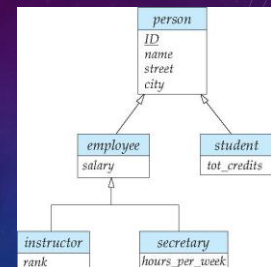 person
ID
name
street
city
employee
salary
student
tot_credits
instructor
rank
secretary
hours_per_week